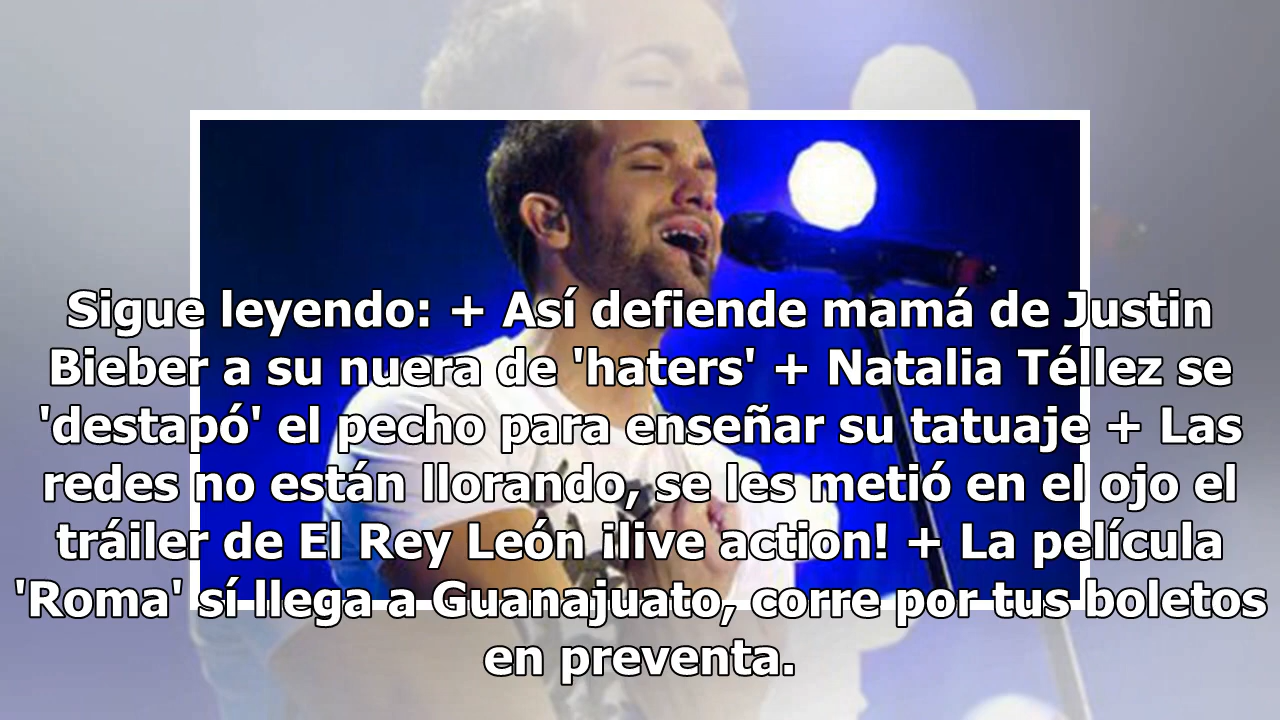 Sigue leyendo: + Así defiende mamá de Justin
Bieber a su nuera de 'haters' + Natalia Téllez se
'destapó' el pecho para enseñar su tatuaje + Las
redes no están llorando, se les metió en el ojo el
tráiler de El Rey León ¡live action! + La película
'Roma' sí llega a Guanajuato, corre por tus boletos
en preventa.